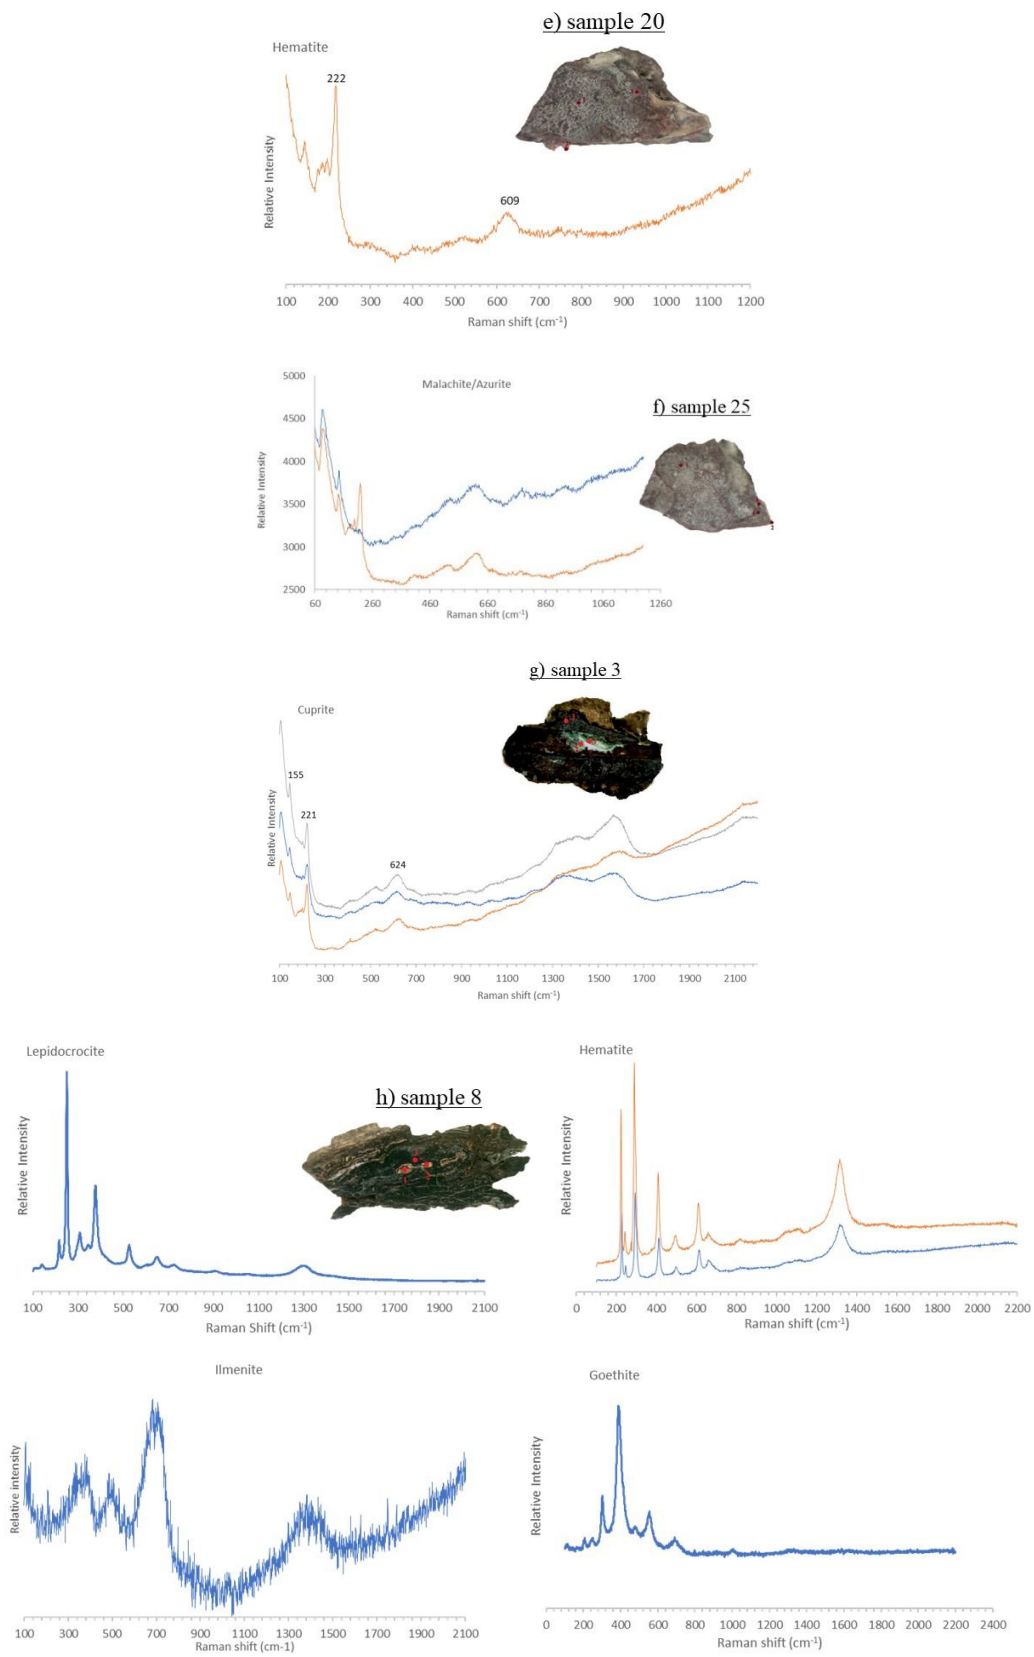 e) sample 20
Hematite
222
609
Relative Intensity
100 200 300 400 500 600 700 800 900 1000 1100 1200
Raman shift (cm-1)
Malachite/Azurite
f) sample 25
5000
4500
4000
3500
3000
2500
Relative Intensity
60 260 460 660 860 1060 1260
Raman shift (cm-1)
g) sample 3
Cuprite
155
221
624
Relative Intensity
100 300 500 700 900 1100 1300 1500 1700 1900 2100
Raman shift (cm-1)
Lepidocrocite
h) sample 8
Relative Intensity
100 300 500 700 900 1100 1300 1500 1700 1900 2100
Raman Shift (cm-1)
Hematite
Relative Intensity
0 200 400 600 800 1000 1200 1400 1600 1800 2000 2200
Raman shift (cm-1)
Ilmenite
Relative intensity
100 300 500 700 900 1100 1300 1500 1700 1900 2100
Raman shift (cm-1)
Goethite
Relative Intensity
0 200 400 600 800 1000 1200 1400 1600 1800 2000 2200 2400
Raman shift (cm-1)